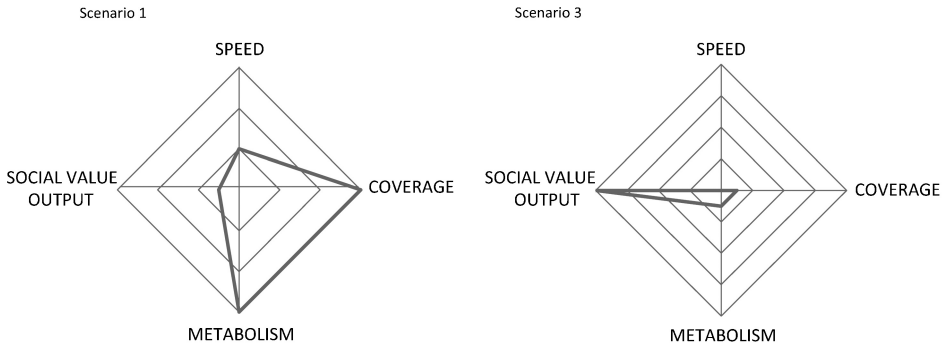 Scenario 1
SPEED
SOCIAL VALUE
OUTPUT
COVERAGE
METABOLISM
Scenario 3
SPEED
SOCIAL VALUE
OUTPUT
COVERAGE
METABOLISM